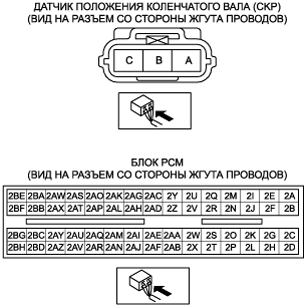 ДАТЧИК ПОЛОЖЕНИЯ КОЛЕНЧАТОГО ВАЛА (CKP)
(ВИД НА РАЗЪЕМ СО СТОРОНЫ ЖГУТА ПРОВОДОВ)
C B A
БЛОК PCM
(ВИД НА РАЗЪЕМ СО СТОРОНЫ ЖГУТА ПРОВОДОВ)
2BE 2BA 2AW 2AS 2AO 2AK 2AG 2AC 2Y 2U 2Q 2M 2I 2E 2A
2BF 2BB 2AX 2AT 2AP 2AL 2AH 2AD 2Z 2V 2R 2N 2J 2F 2B
2BG 2BC 2AY 2AU 2AQ 2AM 2AI 2AE 2AA 2W 2S 2O 2K 2G 2C
2BH 2BD 2AZ 2AV 2AR 2AN 2AJ 2AF 2AB 2X 2T 2P 2L 2H 2D